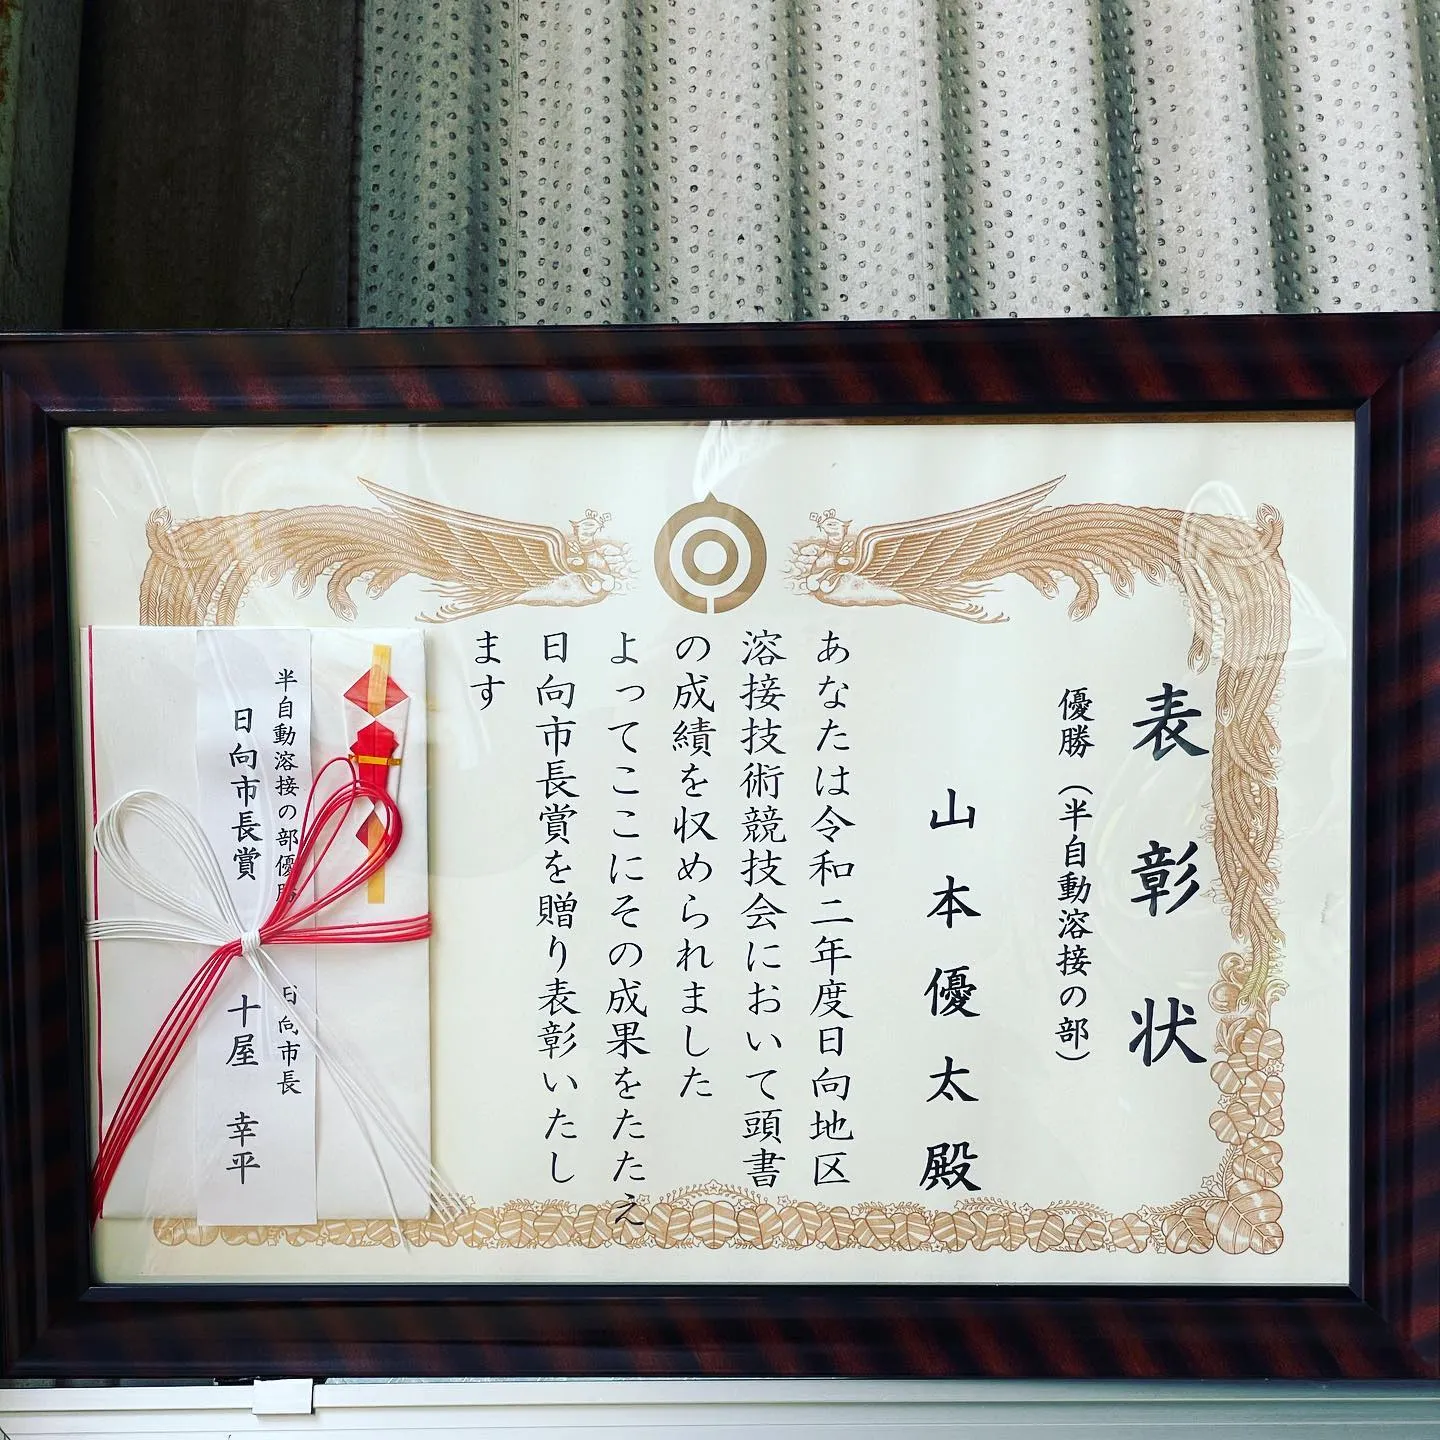 表彰状
優勝（半自動溶接の部）
山本優太殿
あなたは令和二年度日向地区
溶接技術競技会において頭書
の成績を収められました
よってここにその成果をたたえ
日向市長賞を贈り表彰いたし
ます
半自動溶接の部優勝
日向市長賞
日向市長
十屋 幸平